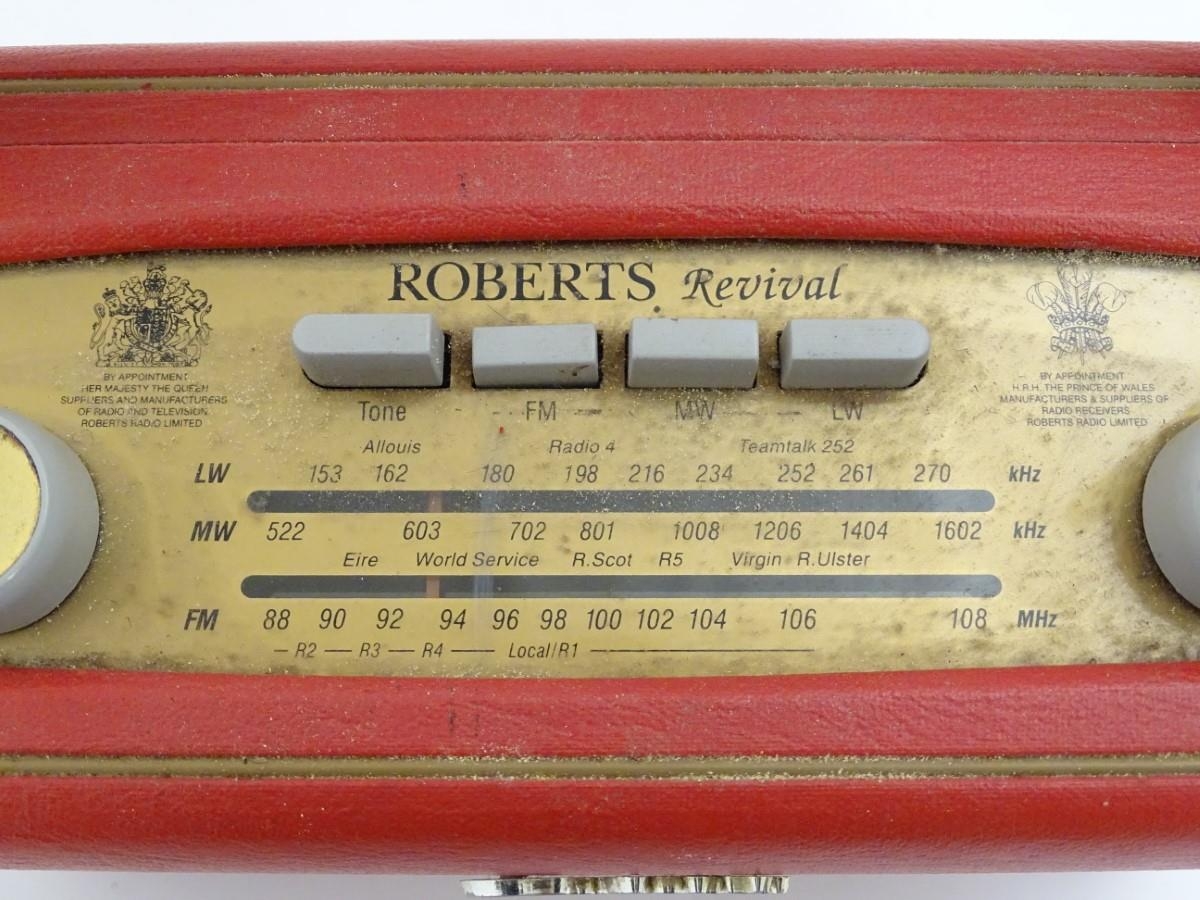 ROBERTS Revival
BY APPOINTMENT
HER MAJESTY THE QUEEN
SUPPLIERS AND MANUFACTURERS
OF RADIO AND TELEVISION
ROBERTS RADIO LIMITED
BY APPOINTMENT
H.R.H. THE PRINCE OF WALES
MANUFACTURERS & SUPPLIERS OF
RADIO RECEIVERS
ROBERTS RADIO LIMITED
Tone FM MW LW
Allouis Radio 4 Teamtalk 252
LW 153 162 180 198 216 234 252 261 270 kHz
MW 522 603 702 801 1008 1206 1404 1602 kHz
Eire World Service R.Scot R5 Virgin R.Ulster
FM 88 90 92 94 96 98 100 102 104 106 108 MHz
R2 R3 R4 Local/R1